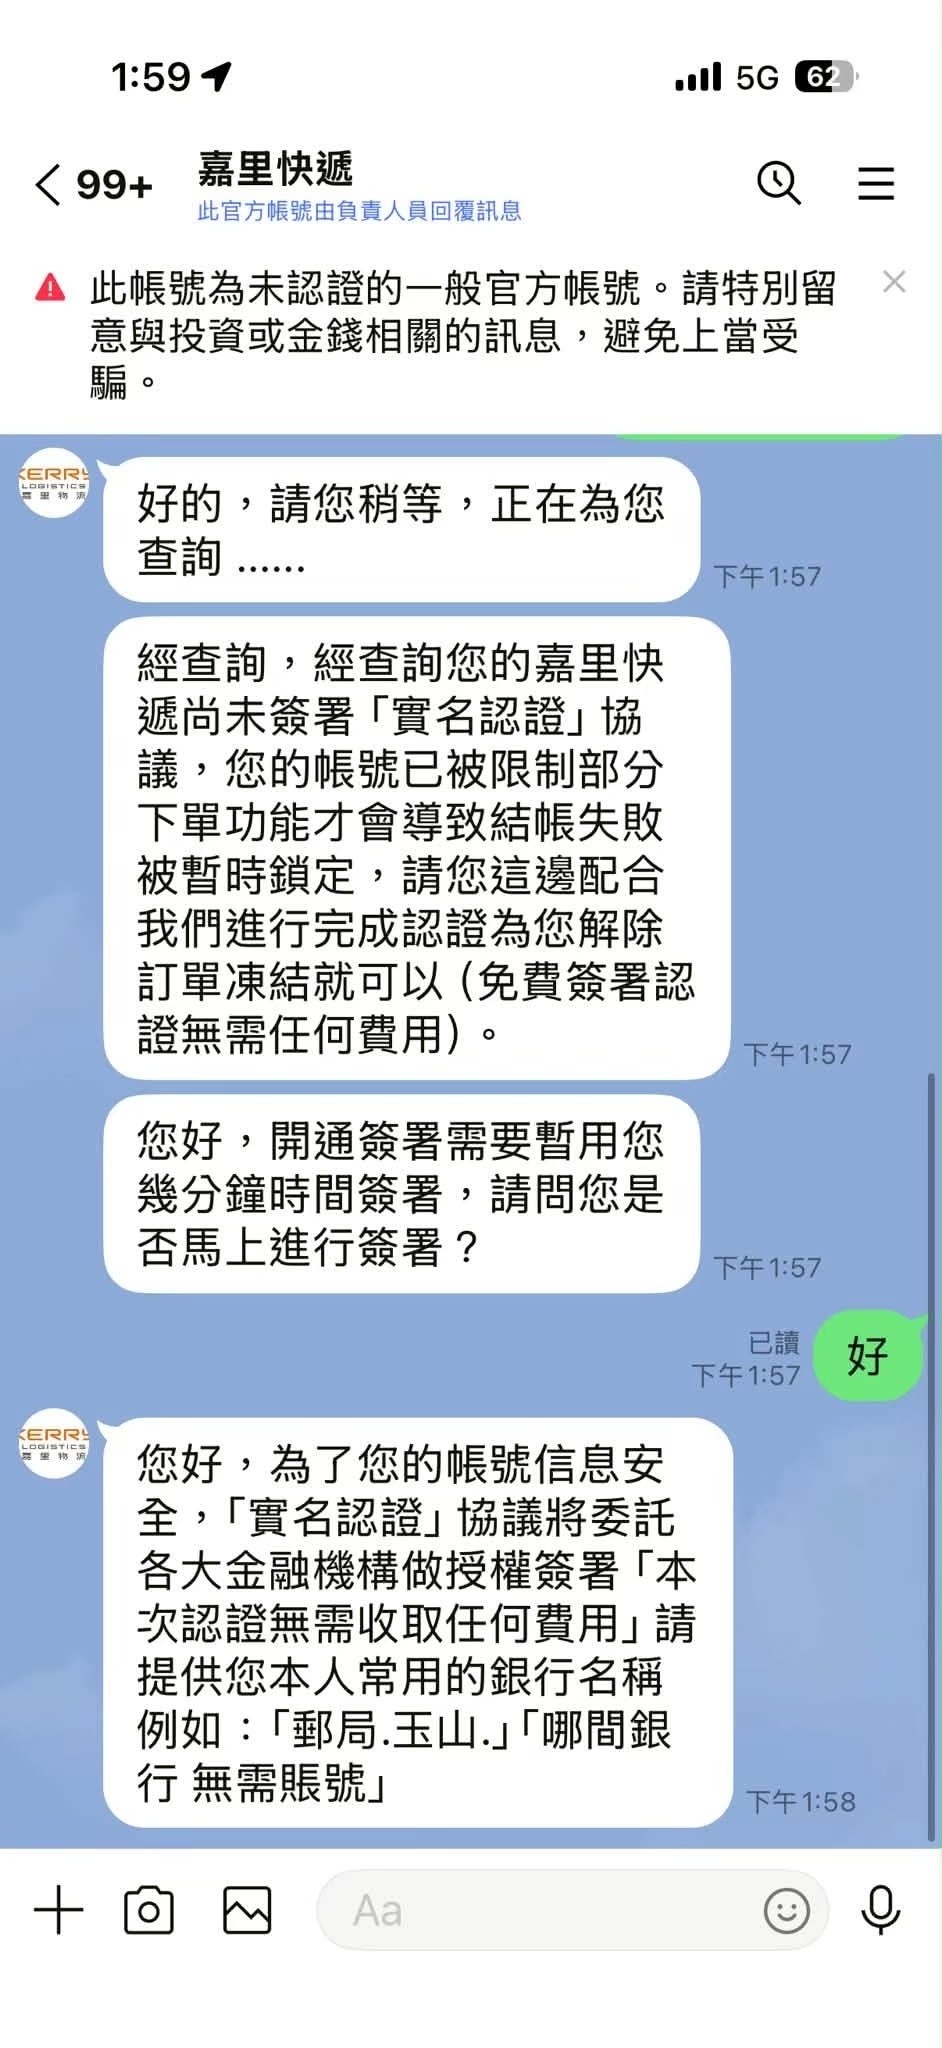 1:59
5G
62
99+
嘉里快遞
此官方帳號由負責人員回覆訊息
此帳號為未認證的一般官方帳號。請特別留
意與投資或金錢相關的訊息，避免上當受
騙。
KERRY
LOGISTICS
嘉里物流
好的，請您稍等，正在為您
查詢 ......
下午1:57
經查詢，經查詢您的嘉里快
遞尚未簽署「實名認證」協
議，您的帳號已被限制部分
下單功能才會導致結帳失敗
被暫時鎖定，請您這邊配合
我們進行完成認證為您解除
訂單凍結就可以（免費簽署認
證無需任何費用）。
下午1:57
您好，開通簽署需要暫用您
幾分鐘時間簽署，請問您是
否馬上進行簽署？
下午1:57
已讀
下午1:57
好
KERRY
LOGISTICS
嘉里物流
您好，為了您的帳號信息安
全，「實名認證」協議將委託
各大金融機構做授權簽署「本
次認證無需收取任何費用」請
提供您本人常用的銀行名稱
例如：「郵局.玉山.」「哪間銀
行 無需賬號」
下午1:58
Aa